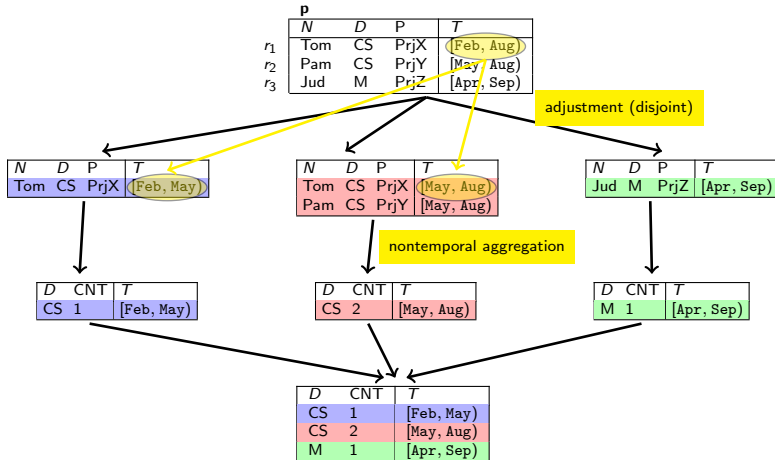 p
N D P T
r1 Tom CS PrjX [Feb, Aug)
r2 Pam CS PrjY [May, Aug)
r3 Jud M PrjZ [Apr, Sep)
adjustment (disjoint)
N D P T
Tom CS PrjX [Feb, May)
N D P T
Tom CS PrjX [May, Aug)
Pam CS PrjY [May, Aug)
N D P T
Jud M PrjZ [Apr, Sep)
nontemporal aggregation
D CNT T
CS 1 [Feb, May)
D CNT T
CS 2 [May, Aug)
D CNT T
M 1 [Apr, Sep)
D CNT T
CS 1 [Feb, May)
CS 2 [May, Aug)
M 1 [Apr, Sep)